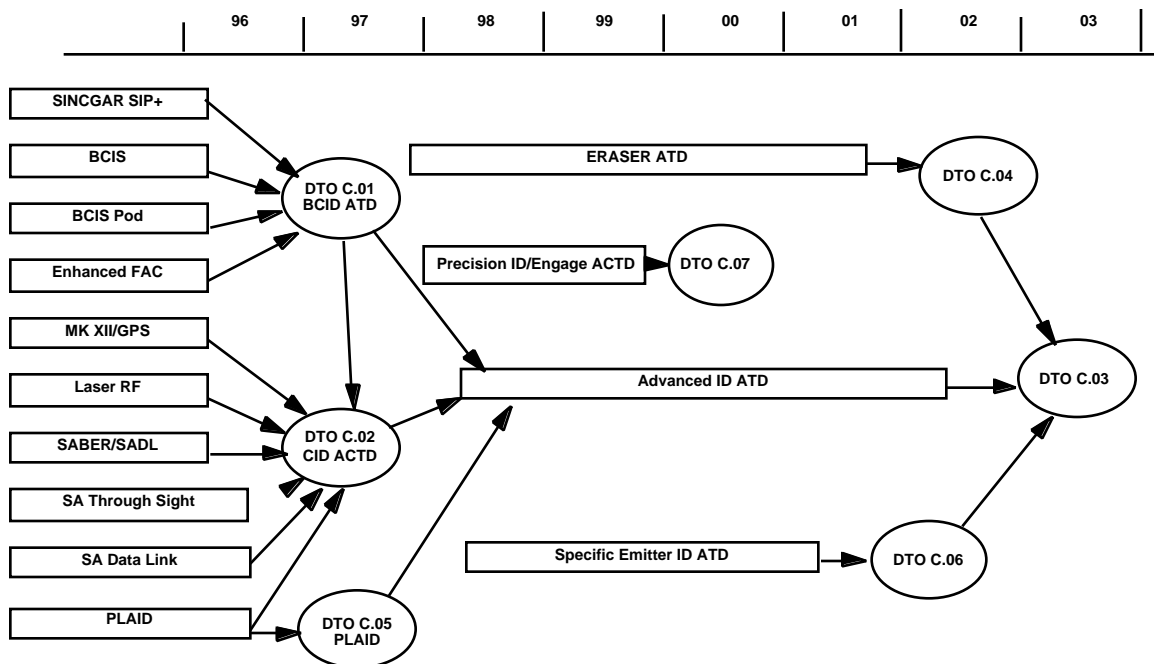 96 97 98 99 00 01 02 03
SINCGAR SIP+
BCIS
BCIS Pod
Enhanced FAC
MK XII/GPS
Laser RF
SABER/SADL
SA Through Sight
SA Data Link
PLAID
DTO C.01
BCID ATD
DTO C.02
CID ACTD
DTO C.05
PLAID
ERASER ATD
DTO C.04
Precision ID/Engage ACTD
DTO C.07
Advanced ID ATD
DTO C.03
Specific Emitter ID ATD
DTO C.06